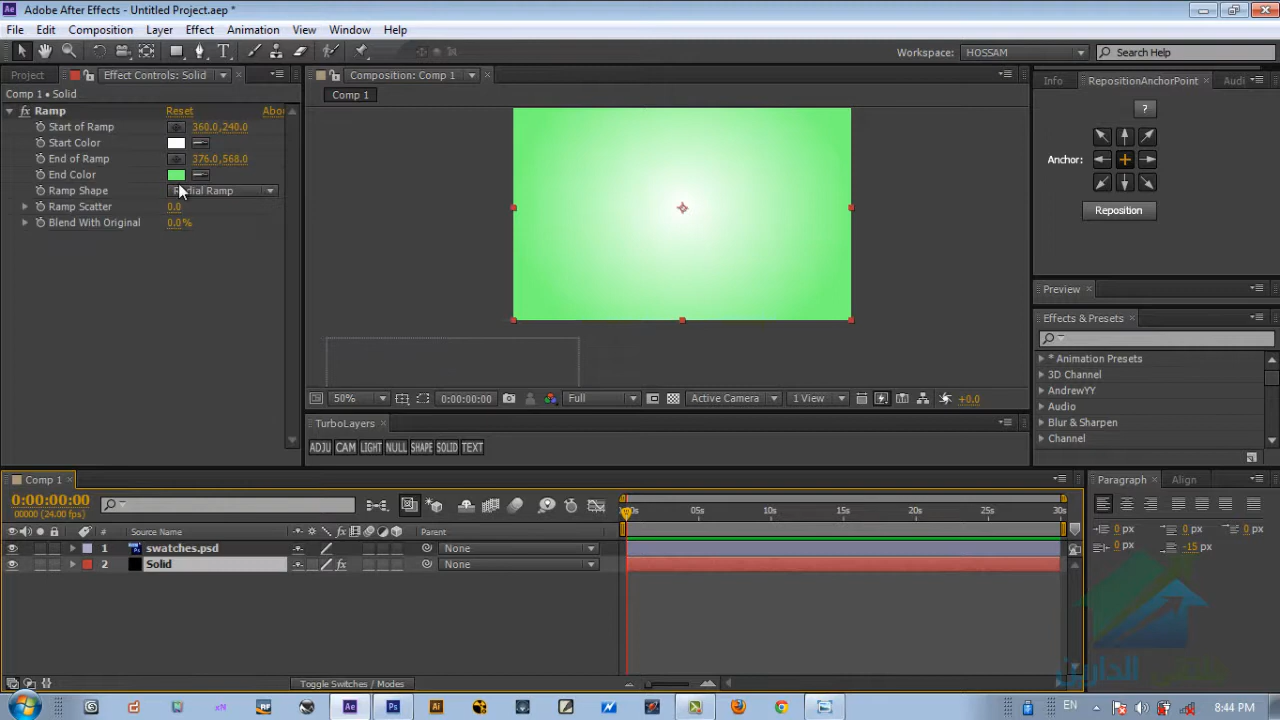 Adobe After Effects - Untitled Project.aep *
File Edit Composition Layer Effect Animation View Window Help
Workspace: HOSSAM Search Help
Project Effect Controls: Solid Composition: Comp 1 Info RepositionAnchorPoint Audi
Comp 1 • Solid
Comp 1
Ramp Reset Abou
Start of Ramp 360.0,240.0
Start Color
End of Ramp 376.0,568.0
End Color
Ramp Shape Radial Ramp
Ramp Scatter 0.0
Blend With Original 0.0%
?
Anchor:
Reposition
Preview
Effects & Presets
* Animation Presets
3D Channel
AndrewYY
Audio
Blur & Sharpen
Channel
50% 0:00:00:00 Full Active Camera 1 View +0.0
TurboLayers
ADJU CAM LIGHT NULL SHAPE SOLID TEXT
Comp 1
0:00:00:00
00000 (24.00 fps)
00s 05s 10s 15s 20s 25s 30s
# Source Name fx Parent
1 swatches.psd None
2 Solid fx None
Toggle Switches / Modes
Paragraph Align
0 px 0 px 0 px
0 px -15 px
EN 8:44 PM